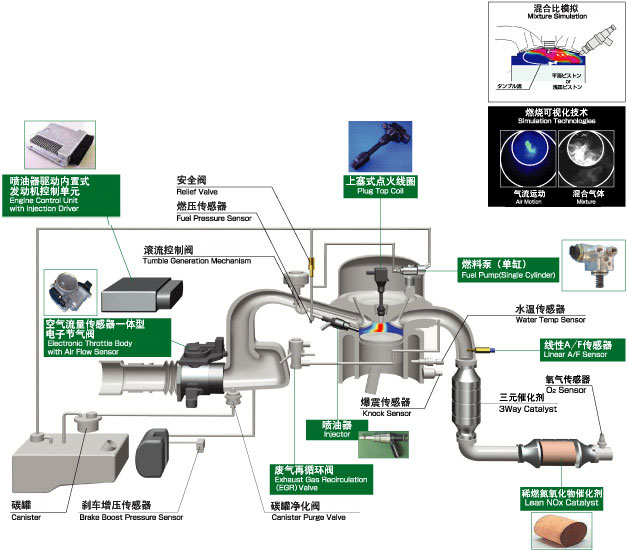 混合比模拟
Mixture Simulation
平面ピストン
or
浅皿ピストン
タンブル流
燃烧可视化技术
Simulation Technologies
气流运动
Air Motion
混合气体
Mixture
喷油器驱动内置式
发动机控制单元
Engine Control Unit
with Injection Driver
安全阀
Relief Valve
燃压传感器
Fuel Pressure Sensor
上塞式点火线圈
Plug Top Coil
滚流控制阀
Tumble Generation Mechanism
燃料泵（单缸）
Fuel Pump(Single Cylinder)
空气流量传感器一体型
电子节气阀
Electronic Throttle Body
with Air Flow Sensor
水温传感器
Water Temp Sensor
线性A／F传感器
Linear A/F Sensor
爆震传感器
Knock Sensor
氧气传感器
O₂ Sensor
三元催化剂
3Way Catalyst
喷油器
Injector
废气再循环阀
Exhaust Gas Recirculation
(EGR) Valve
碳罐
Canister
刹车增压传感器
Brake Boost Pressure Sensor
碳罐净化阀
Canister Purge Valve
稀燃氮氧化物催化剂
Lean NOx Catalyst